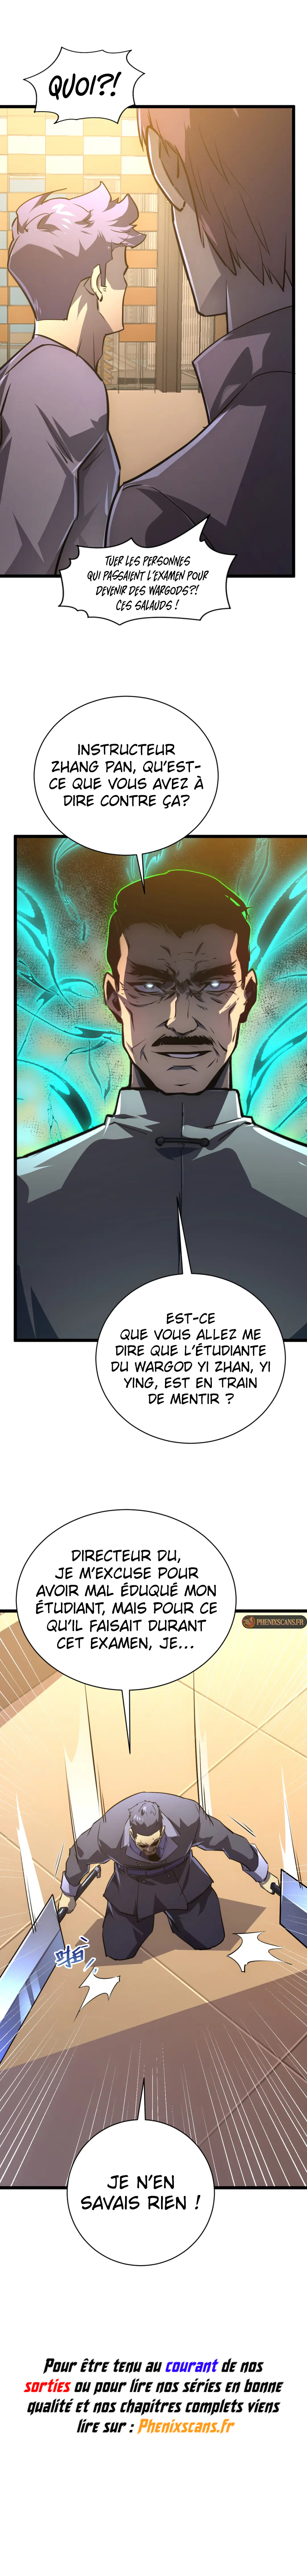 QUOI?!
TUER LES PERSONNES
QUI PASSAIENT L'EXAMEN POUR
DEVENIR DES WARGODS?!
CES SALAUDS !
INSTRUCTEUR
ZHANG PAN, QU'EST-
CE QUE VOUS AVEZ À
DIRE CONTRE ÇA?
EST-CE
QUE VOUS ALLEZ ME
DIRE QUE L'ÉTUDIANTE
DU WARGOD YI ZHAN, YI
YING, EST EN TRAIN
DE MENTIR ?
DIRECTEUR DU,
JE M'EXCUSE POUR
AVOIR MAL ÉDUQUÉ MON
ÉTUDIANT, MAIS POUR CE
QU'IL FAISAIT DURANT
CET EXAMEN, JE...
PHENIXSCANS.FR
啪
JE N'EN
SAVAIS RIEN !
Pour être tenu au courant de nos
sorties ou pour lire nos séries en bonne
qualité et nos chapitres complets viens
lire sur : Phenixscans.fr